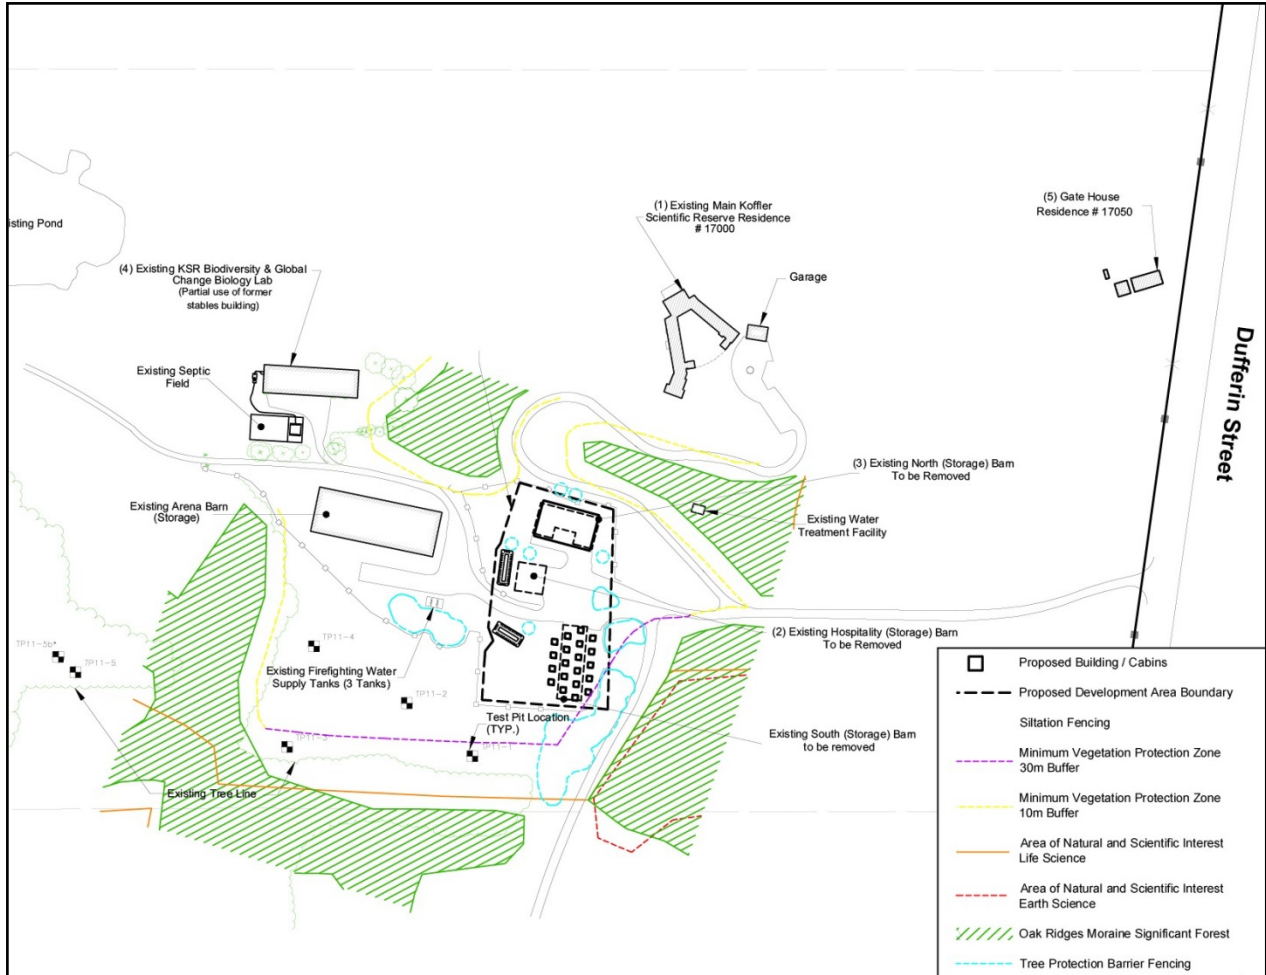 isting Pond
(1) Existing Main Koffler
Scientific Reserve Residence
# 17000
(5) Gate House
Residence # 17050
(4) Existing KSR Biodiversity & Global
Change Biology Lab
(Partial use of former
stables building)
Garage
Dufferin Street
Existing Septic
Field
(3) Existing North (Storage) Barn
To be Removed
Existing Arena Barn
(Storage)
Existing Water
Treatment Facility
(2) Existing Hospitality (Storage) Barn
To be Removed
TP11-4
TP11-5b*
TP11-5
Existing Firefighting Water
Supply Tanks (3 Tanks)
TP11-2
Test Pit Location
(TYP.)
TP11-1
TP11-3
Existing South (Storage) Barn
to be removed
Existing Tree Line
Proposed Building / Cabins
Proposed Development Area Boundary
Siltation Fencing
Minimum Vegetation Protection Zone
30m Buffer
Minimum Vegetation Protection Zone
10m Buffer
Area of Natural and Scientific Interest
Life Science
Area of Natural and Scientific Interest
Earth Science
Oak Ridges Moraine Significant Forest
Tree Protection Barrier Fencing